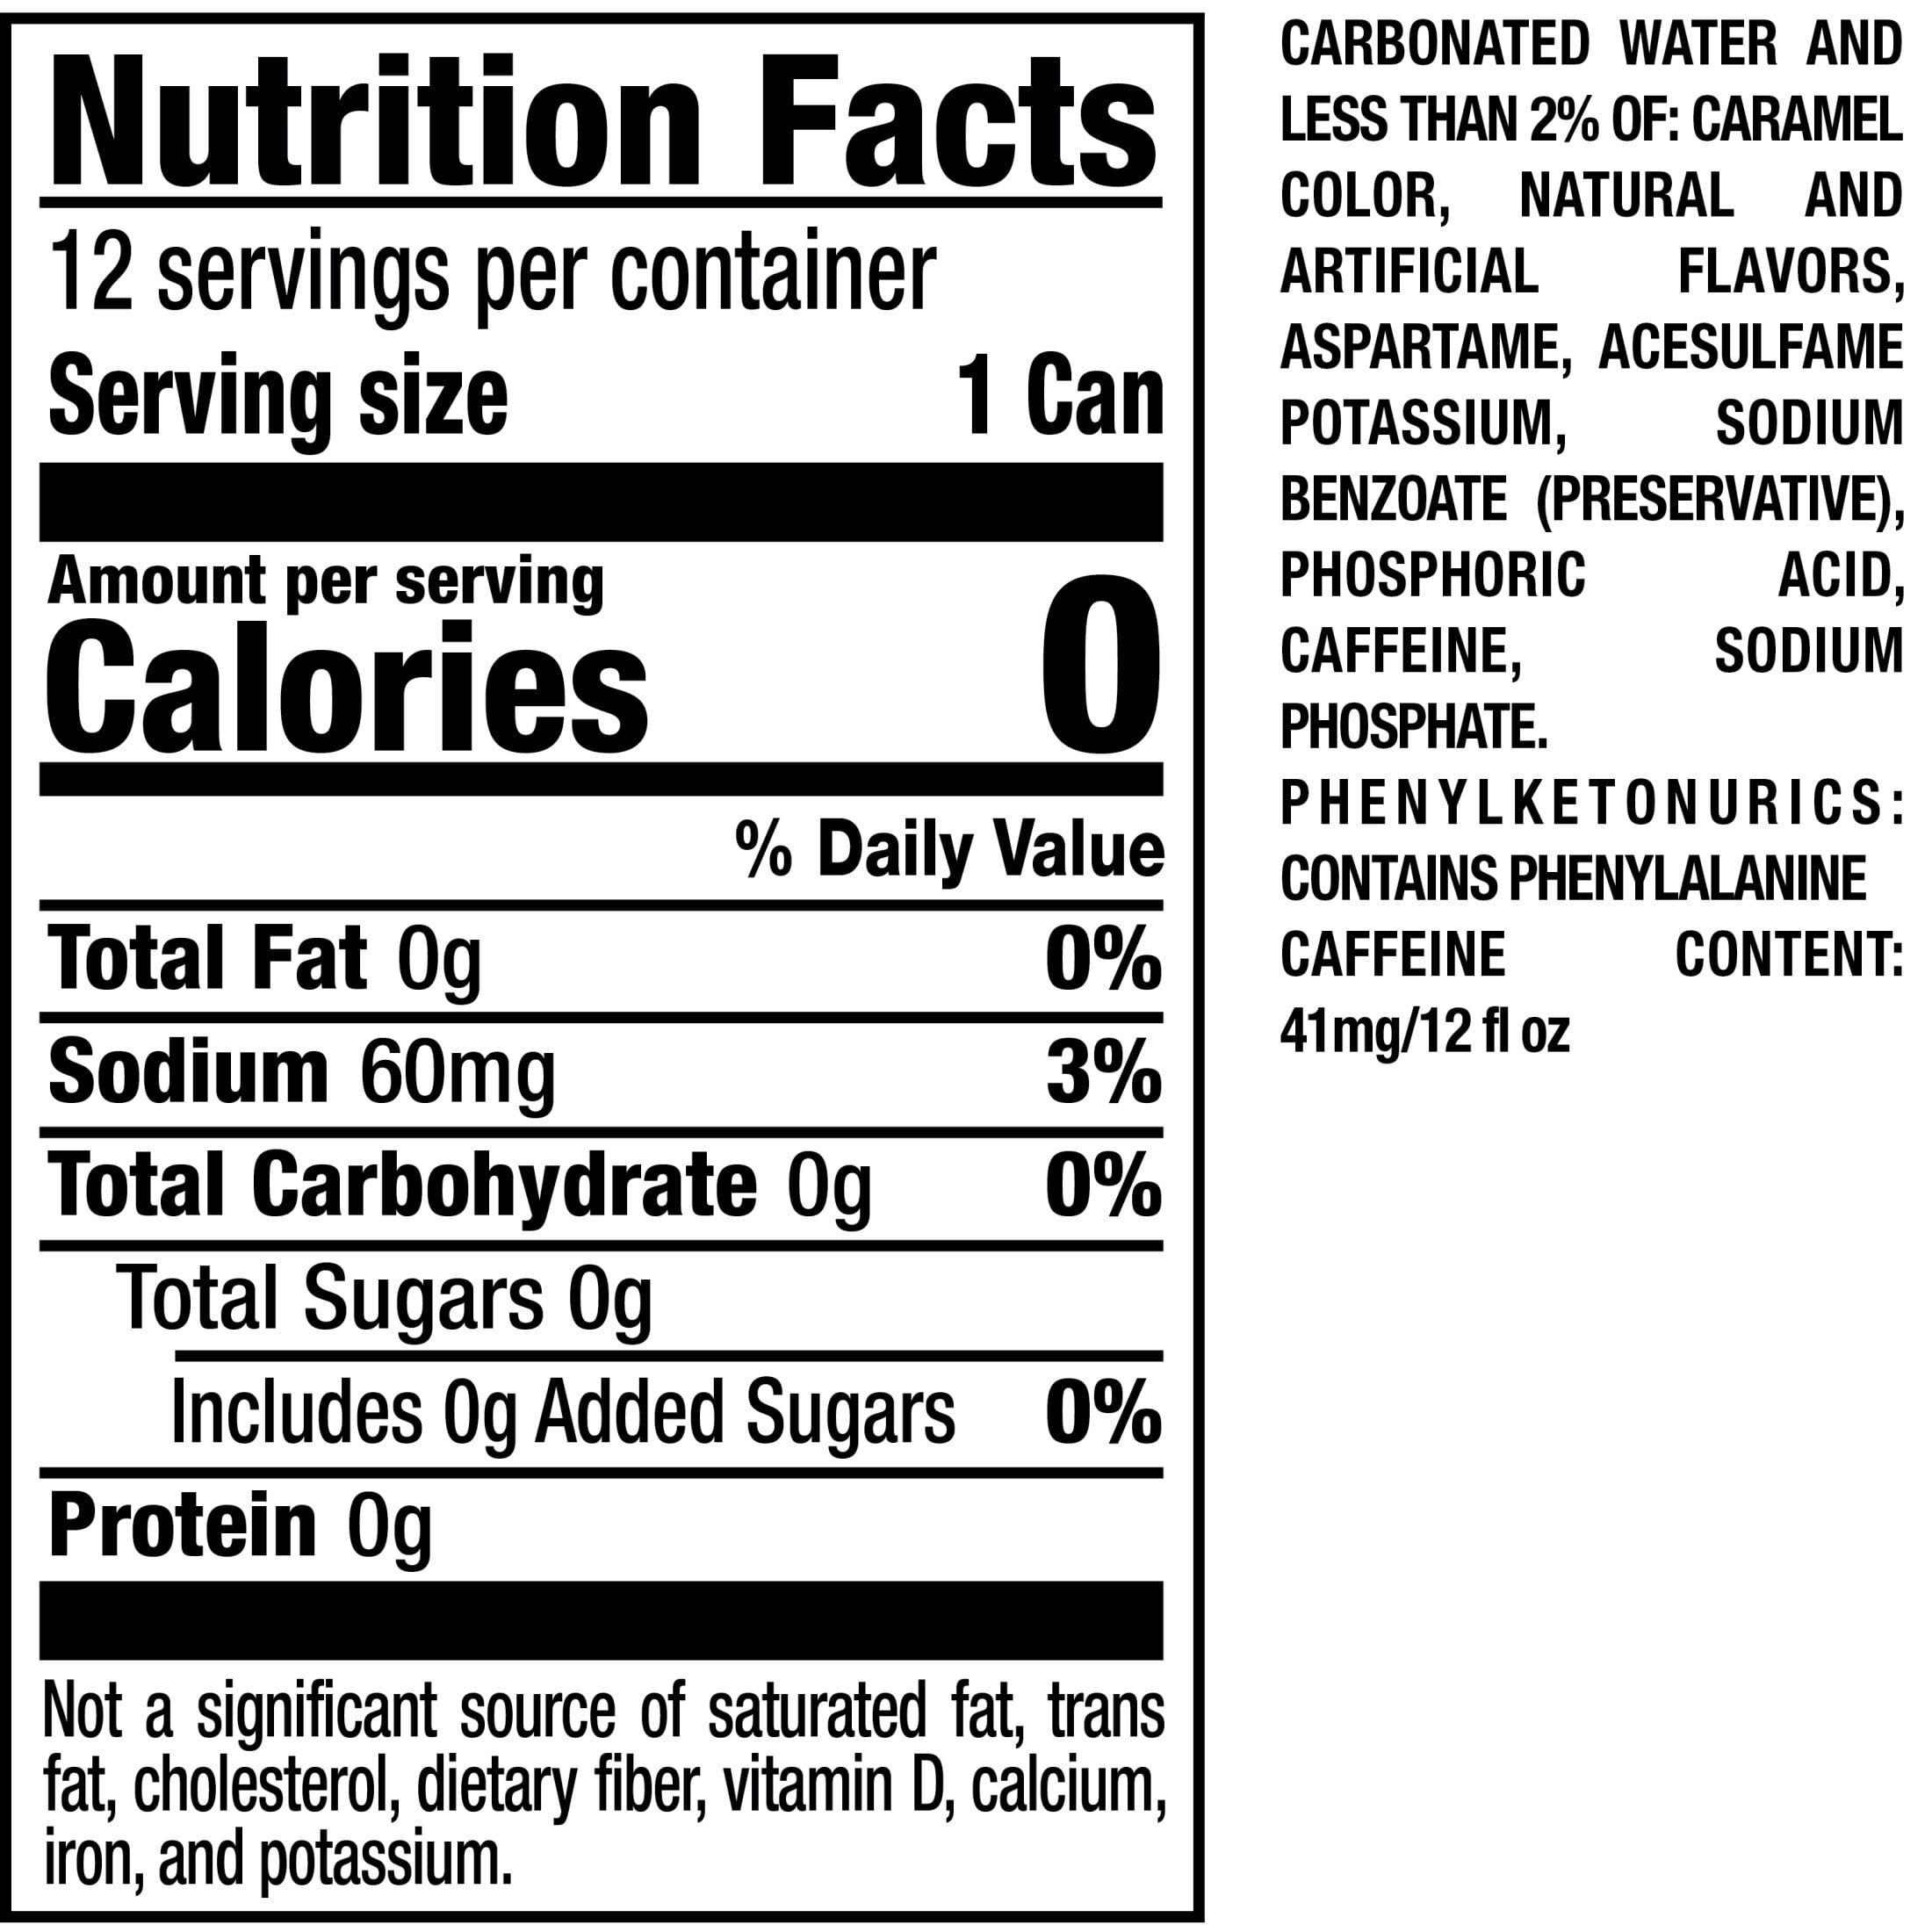 Nutrition Facts
12 servings per container
Serving size 1 Can
Amount per serving
Calories 0
% Daily Value
Total Fat 0g 0%
Sodium 60mg 3%
Total Carbohydrate 0g 0%
Total Sugars 0g
Includes 0g Added Sugars 0%
Protein 0g
Not a significant source of saturated fat, trans
fat, cholesterol, dietary fiber, vitamin D, calcium,
iron, and potassium.
CARBONATED WATER AND
LESS THAN 2% OF: CARAMEL
COLOR, NATURAL AND
ARTIFICIAL FLAVORS,
ASPARTAME, ACESULFAME
POTASSIUM, SODIUM
BENZOATE (PRESERVATIVE),
PHOSPHORIC ACID,
CAFFEINE, SODIUM
PHOSPHATE.
PHENYLKETONURICS:
CONTAINS PHENYLALANINE
CAFFEINE CONTENT:
41mg/12 fl oz